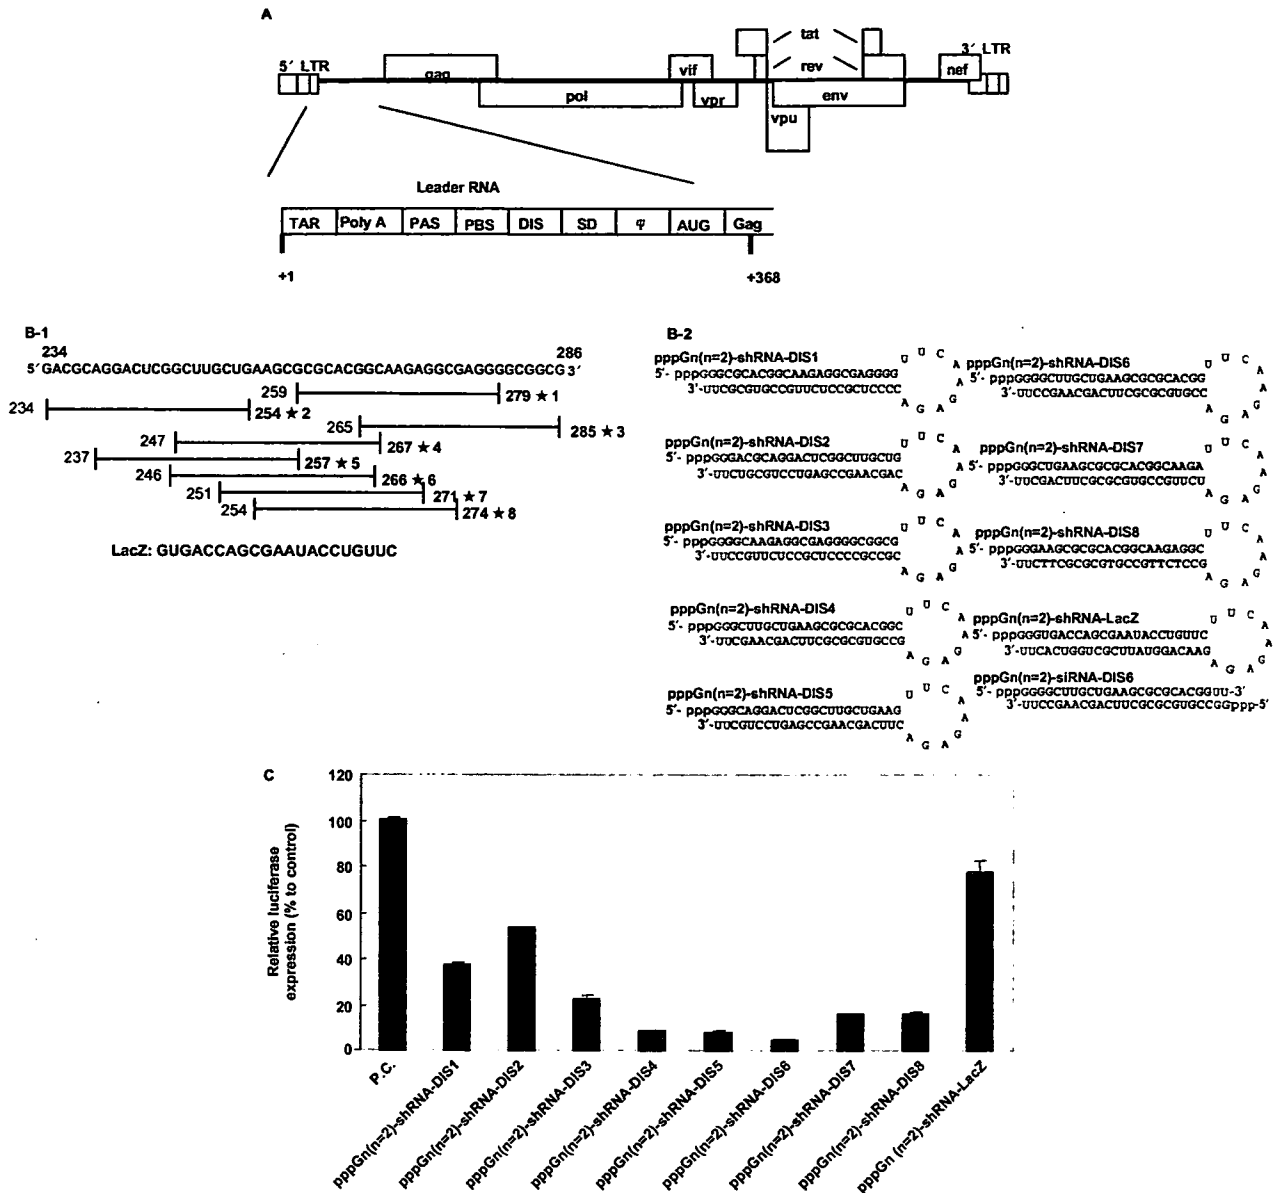 A
5′ LTR
gag
pol
vif
vpr
tat
rev
vpu
env
nef
3′ LTR
Leader RNA
TAR Poly A PAS PBS DIS SD Ψ AUG Gag
+1 +368
B-1
234 286
5′GACGCAGGACUCGGCUUGCUGAAGCGCGCACGGCAAGAGGCGAGGGGCGGCG3′
259 279 ★ 1
234 254 ★ 2
265 285 ★ 3
247 267 ★ 4
237 257 ★ 5
246 266 ★ 6
251 271 ★ 7
254 274 ★ 8
LacZ: GUGACCAGCGAAUACCUGUUC
B-2
pppGn(n=2)-shRNA-DIS1
5′- pppGGGCGCACGGCAAGAGGCGAGGGG
3′-UUCGCGUGCCGUUCUCCGCUCCCC
U U C A A G A G A
pppGn(n=2)-shRNA-DIS2
5′- pppGGGACGCAGGACUCGGCUUGCUG
3′-UUCUGCGUCCUGAGCCGAACGAC
U U C A A G A G A
pppGn(n=2)-shRNA-DIS3
5′- pppGGGGCAAGAGGCGAGGGGCGGCG
3′-UUCCGUUCUCCGCUCCCCGCCGC
U U C A A G A G A
pppGn(n=2)-shRNA-DIS4
5′- pppGGGCUUGCUGAAGCGCGCACGGC
3′-UUCGAACGACUUCGCGCGUGCCG
U U C A A G A G A
pppGn(n=2)-shRNA-DIS5
5′- pppGGGCAGGACUCGGCUUGCUGAAG
3′-UUCGUCCUGAGCCGAACGACUUC
U U C A A G A G A
pppGn(n=2)-shRNA-DIS6
5′- pppGGGGCUUGCUGAAGCGCGCACGG
3′-UUCCGAACGACUUCGCGCGUGCC
U U C A A G A G A
pppGn(n=2)-shRNA-DIS7
5′- pppGGGCUGAAGCGCGCACGGCAAGA
3′-UUCGACUUCGCGCGUGCCGUUCU
U U C A A G A G A
pppGn(n=2)-shRNA-DIS8
5′- pppGGGAAGCGCGCACGGCAAGAGGC
3′-UUCTTCGCGCGTGCCGTTCTCCG
U U C A A G A G A
pppGn(n=2)-shRNA-LacZ
5′- pppGGGUGACCAGCGAAUACCUGUUC
3′-UUCACUGGUCGCUUAUGGACAAG
U U C A A G A G A
pppGn(n=2)-siRNA-DIS6
5′- pppGGGGCUUGCUGAAGCGCGCACGGUU-3′
3′-UUCCGAACGACUUCGCGCGUGCCGGppp-5′
C
Relative luciferase
expression (% to control)
120
100
80
60
40
20
0
P.C.
pppGn(n=2)-shRNA-DIS1
pppGn(n=2)-shRNA-DIS2
pppGn(n=2)-shRNA-DIS3
pppGn(n=2)-shRNA-DIS4
pppGn(n=2)-shRNA-DIS5
pppGn(n=2)-shRNA-DIS6
pppGn(n=2)-shRNA-DIS7
pppGn(n=2)-shRNA-DIS8
pppGn (n=2)-shRNA-LacZ